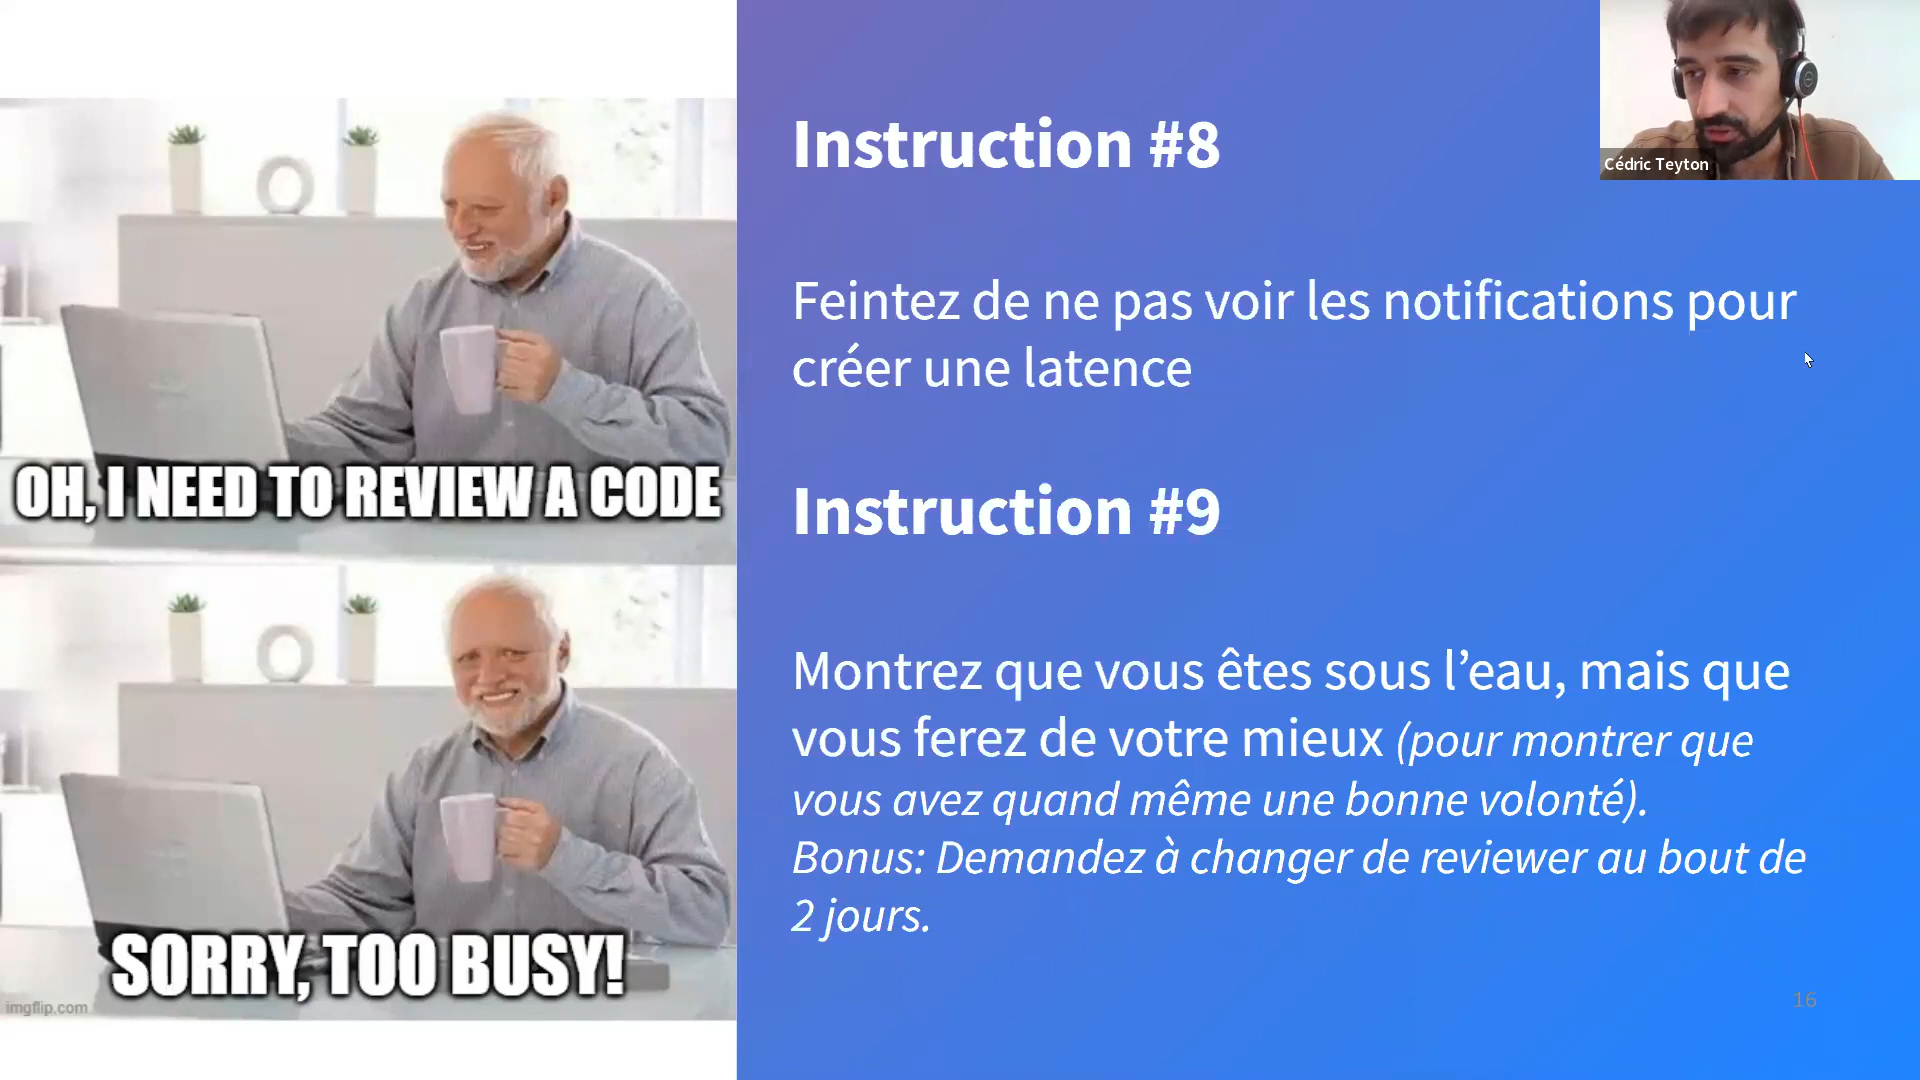 OH, I NEED TO REVIEW A CODE
SORRY, TOO BUSY!
imgflip.com
Instruction #8
Feintez de ne pas voir les notifications pour
créer une latence
Instruction #9
Montrez que vous êtes sous l’eau, mais que
vous ferez de votre mieux (pour montrer que
vous avez quand même une bonne volonté).
Bonus: Demandez à changer de reviewer au bout de
2 jours.
16
Cédric Teyton